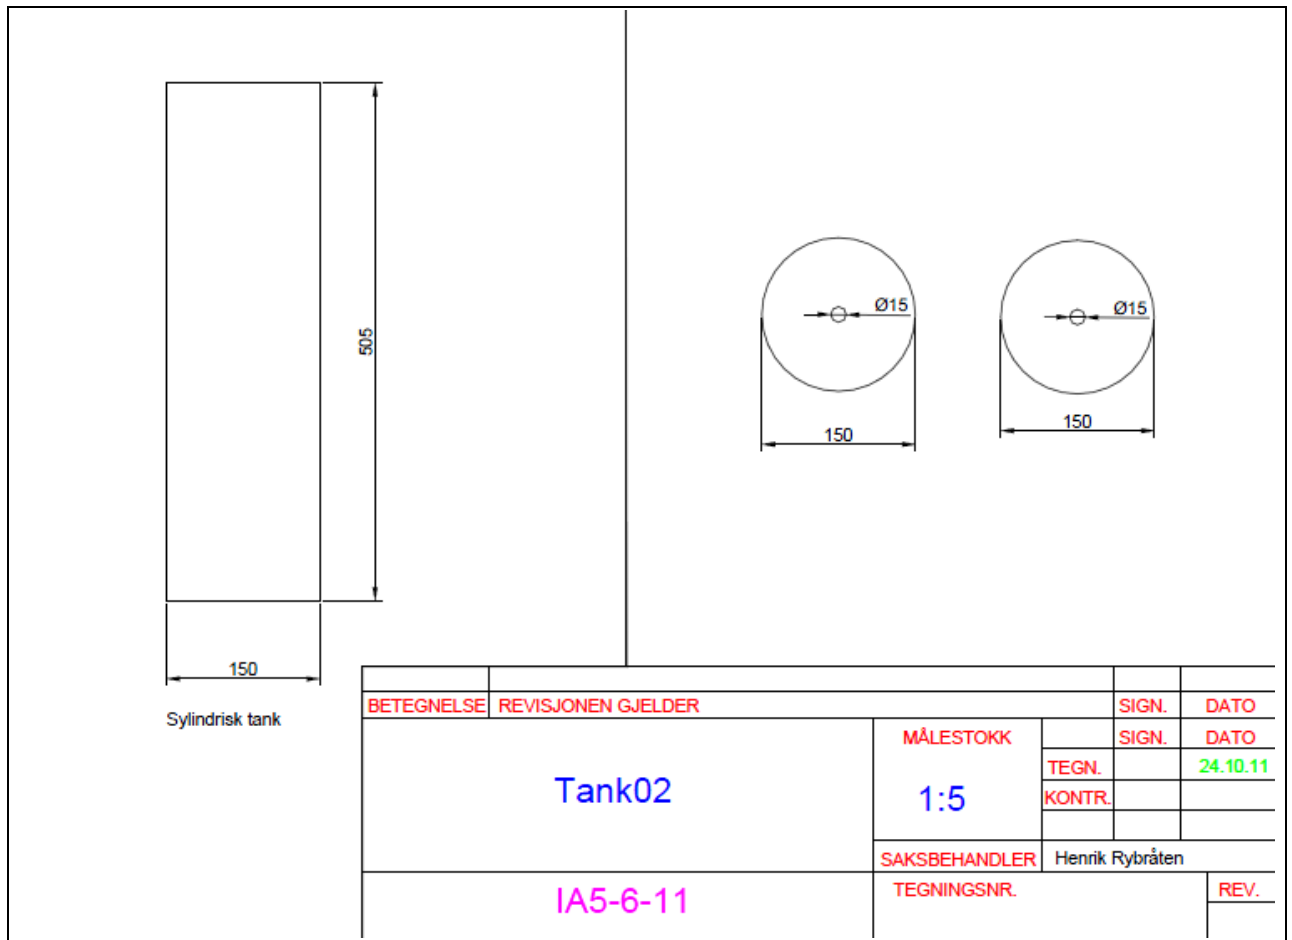 505
150
Sylindrisk tank
Ø15
150
Ø15
150
BETEGNELSE REVISJONEN GJELDER SIGN. DATO
MÅLESTOKK SIGN. DATO
TEGN. 24.10.11
Tank02 1:5 KONTR.
SAKSBEHANDLER Henrik Rybråten
IA5-6-11 TEGNINGSNR. REV.